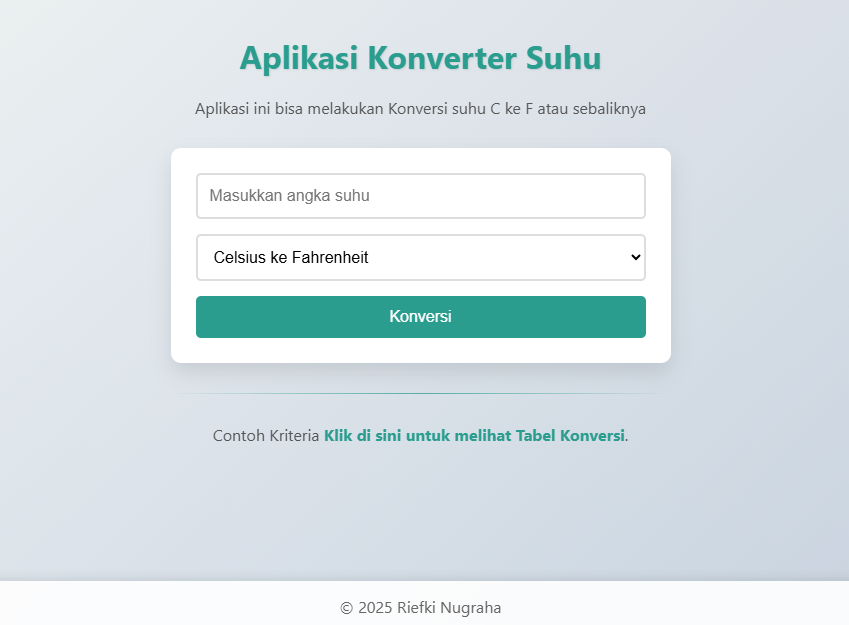 Aplikasi Konverter Suhu
Aplikasi ini bisa melakukan Konversi suhu C ke F atau sebaliknya
Masukkan angka suhu
Celsius ke Fahrenheit
Konversi
Contoh Kriteria Klik di sini untuk melihat Tabel Konversi.
© 2025 Riefki Nugraha